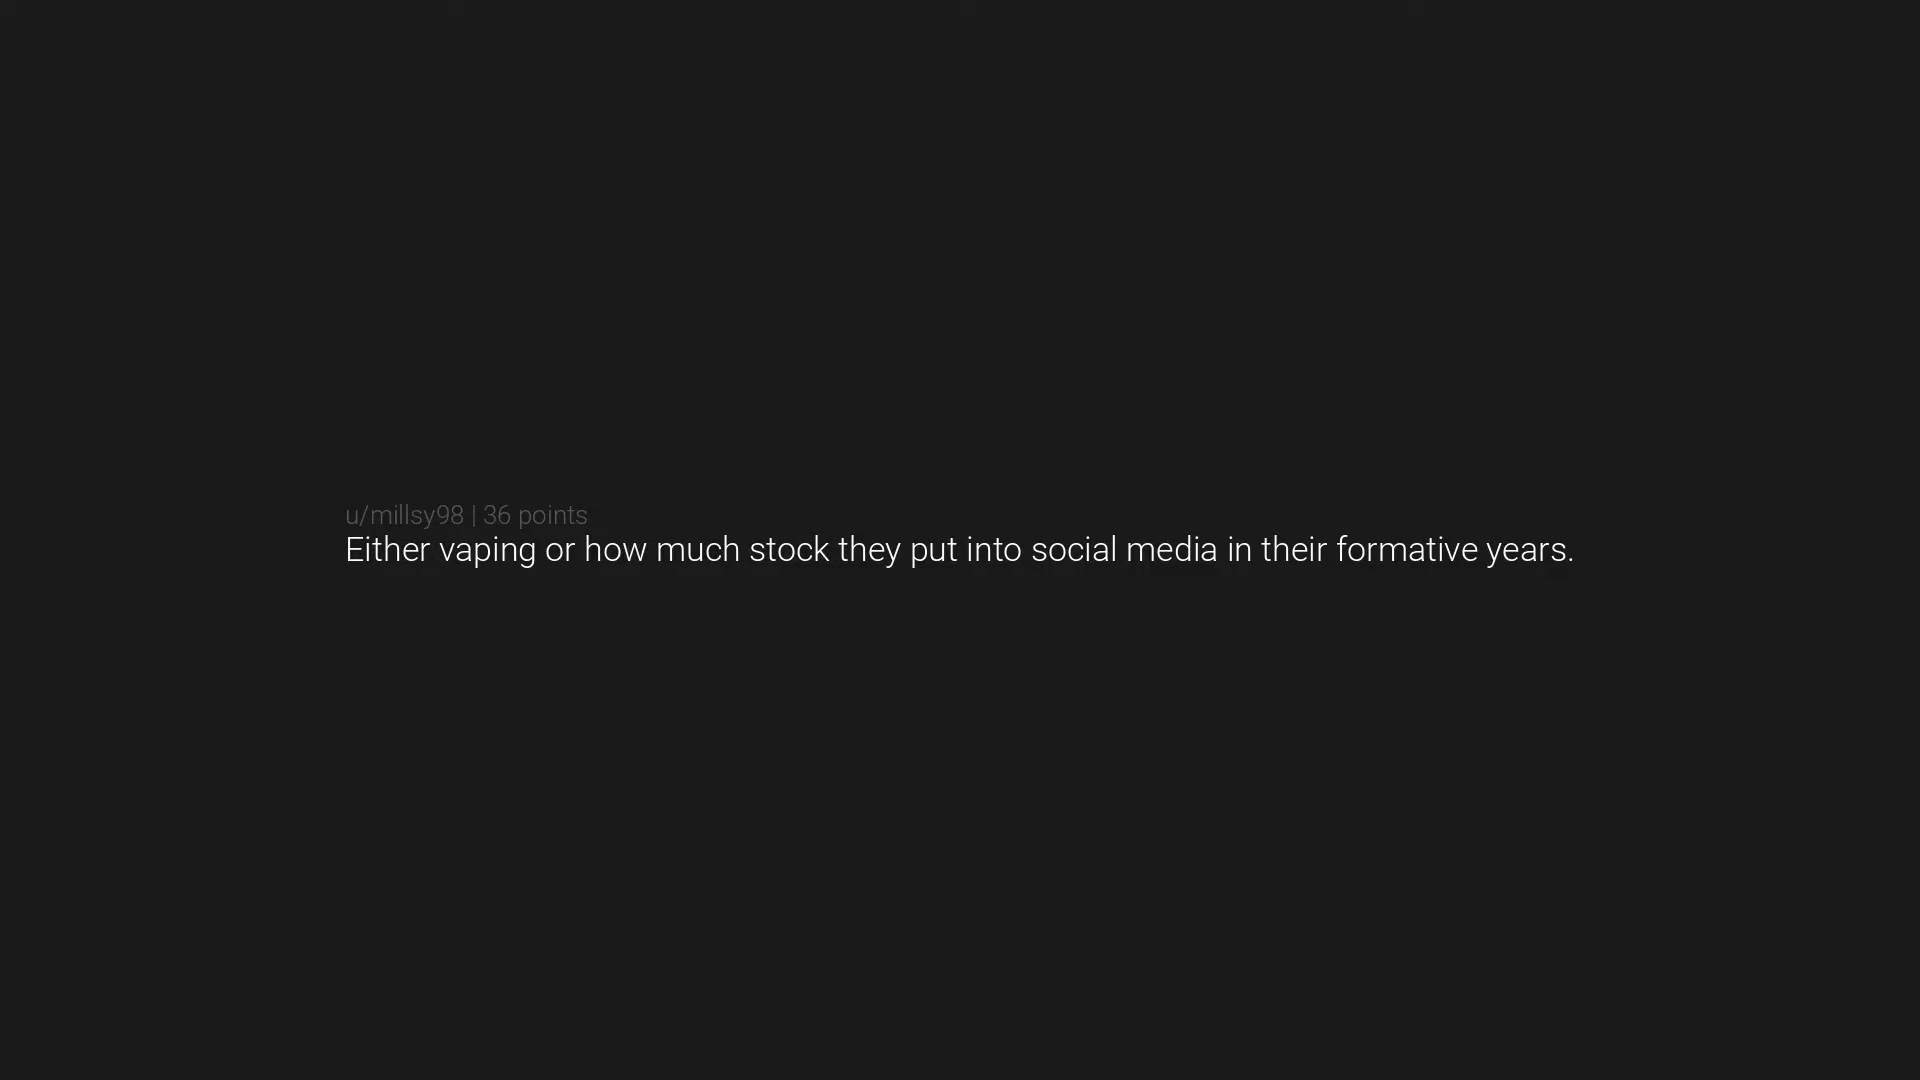 u/millsy98 | 36 points
Either vaping or how much stock they put into social media in their formative years.